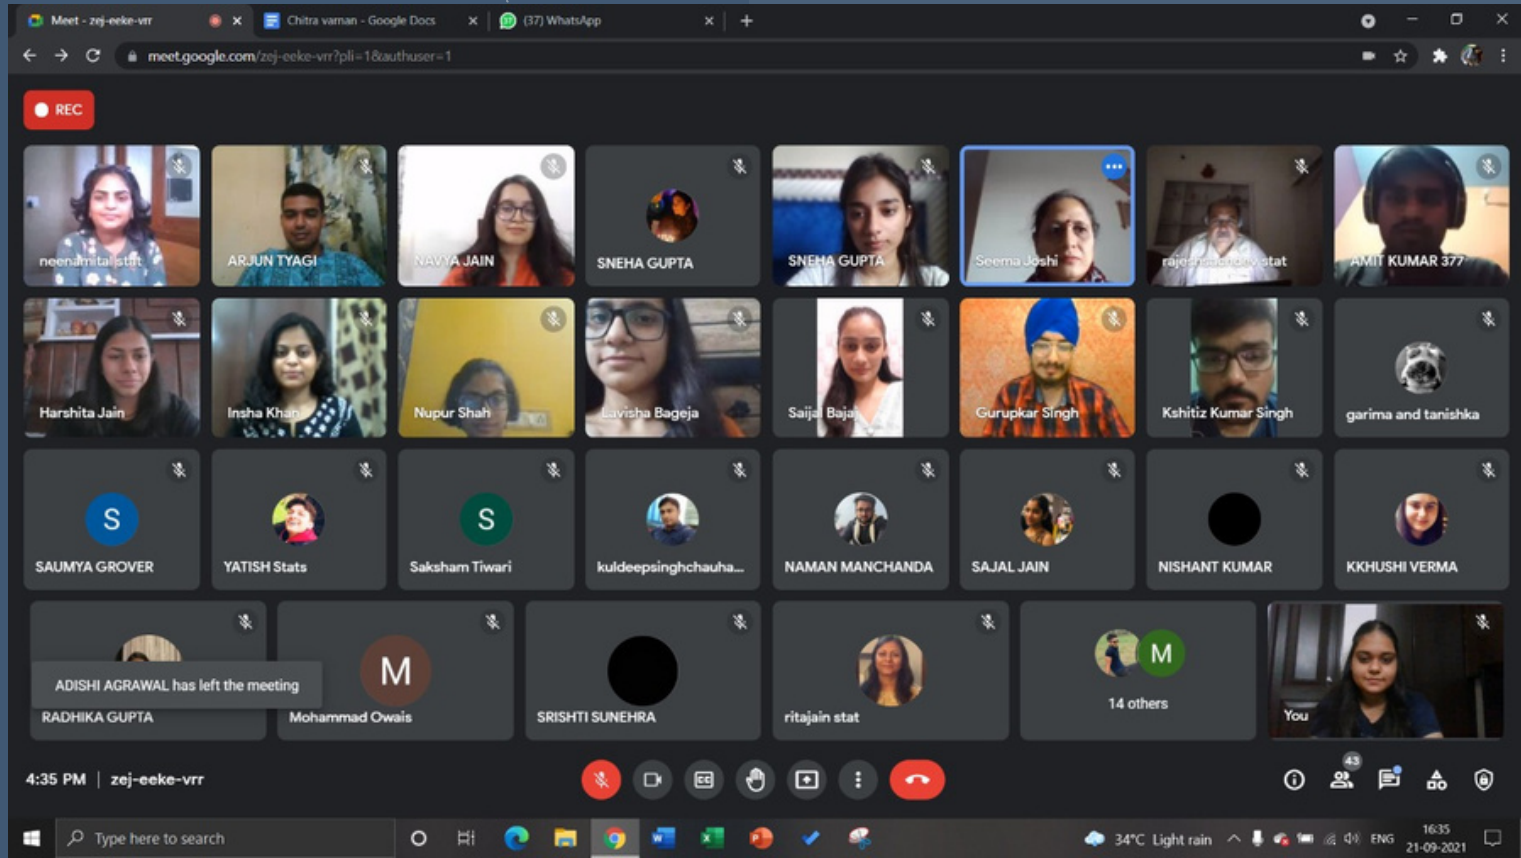 Meet - zej-eeke-vrr
Chitra varnan - Google Docs
(37) WhatsApp
meet.google.com/zej-eeke-vrr?pli=1&authuser=1
REC
neenamital stat
ARJUN TYAGI
NAVYA JAIN
SNEHA GUPTA
SNEHA GUPTA
Seema Joshi
stat
AMIT KUMAR 377
Harshita Jain
Insha Khan
Nupur Shah
Lavisha Bageja
Saijal Bajaj
Gurupkar Singh
Kshitiz Kumar Singh
garima and tanishka
S
SAUMYA GROVER
YATISH Stats
S
Saksham Tiwari
kuldeepsinghchauha...
NAMAN MANCHANDA
SAJAL JAIN
NISHANT KUMAR
KKHUSHI VERMA
ADISHI AGRAWAL has left the meeting
RADHIKA GUPTA
M
Mohammad Owais
SRISHTI SUNEHRA
ritajain stat
M
14 others
You
4:35 PM | zej-eeke-vrr
43
Type here to search
34°C Light rain
ENG
16:35
21-09-2021